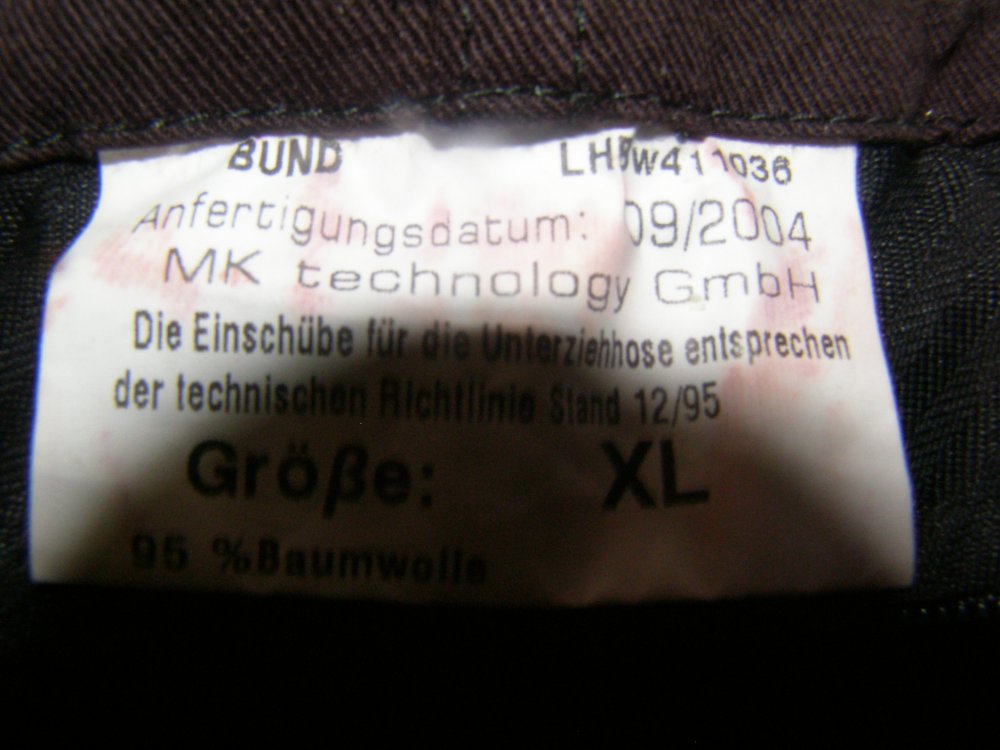 BUND LHBW411036
Anfertigungsdatum: 09/2004
MK technology GmbH
Die Einschübe für die Unterziehhose entsprechen
der technischen Richtlinie Stand 12/95
Größe: XL
95 %Baumwolle